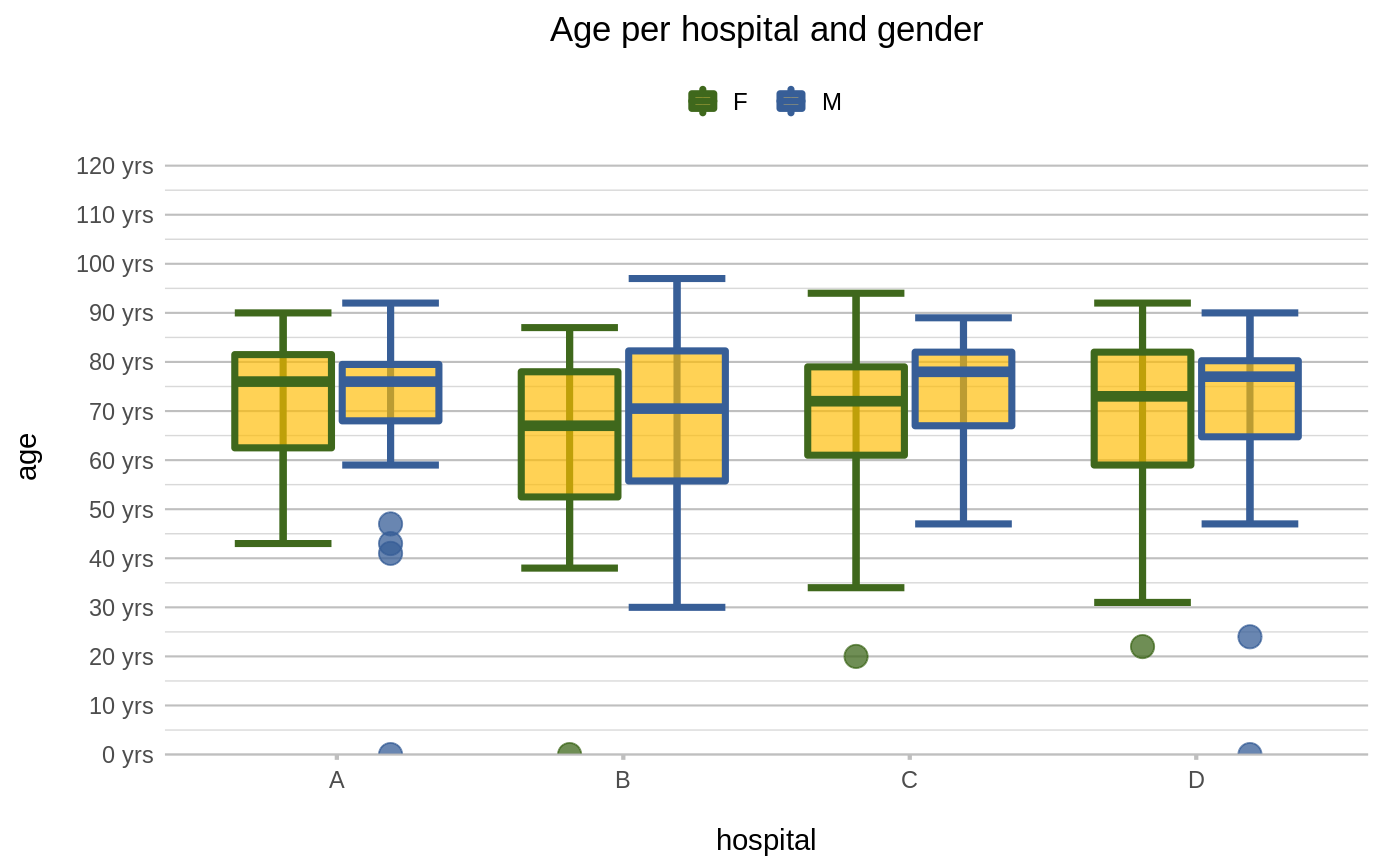 Age per hospital and gender
F M
120 yrs
110 yrs
100 yrs
90 yrs
80 yrs
70 yrs
60 yrs
50 yrs
40 yrs
30 yrs
20 yrs
10 yrs
0 yrs
age
A B C D
hospital